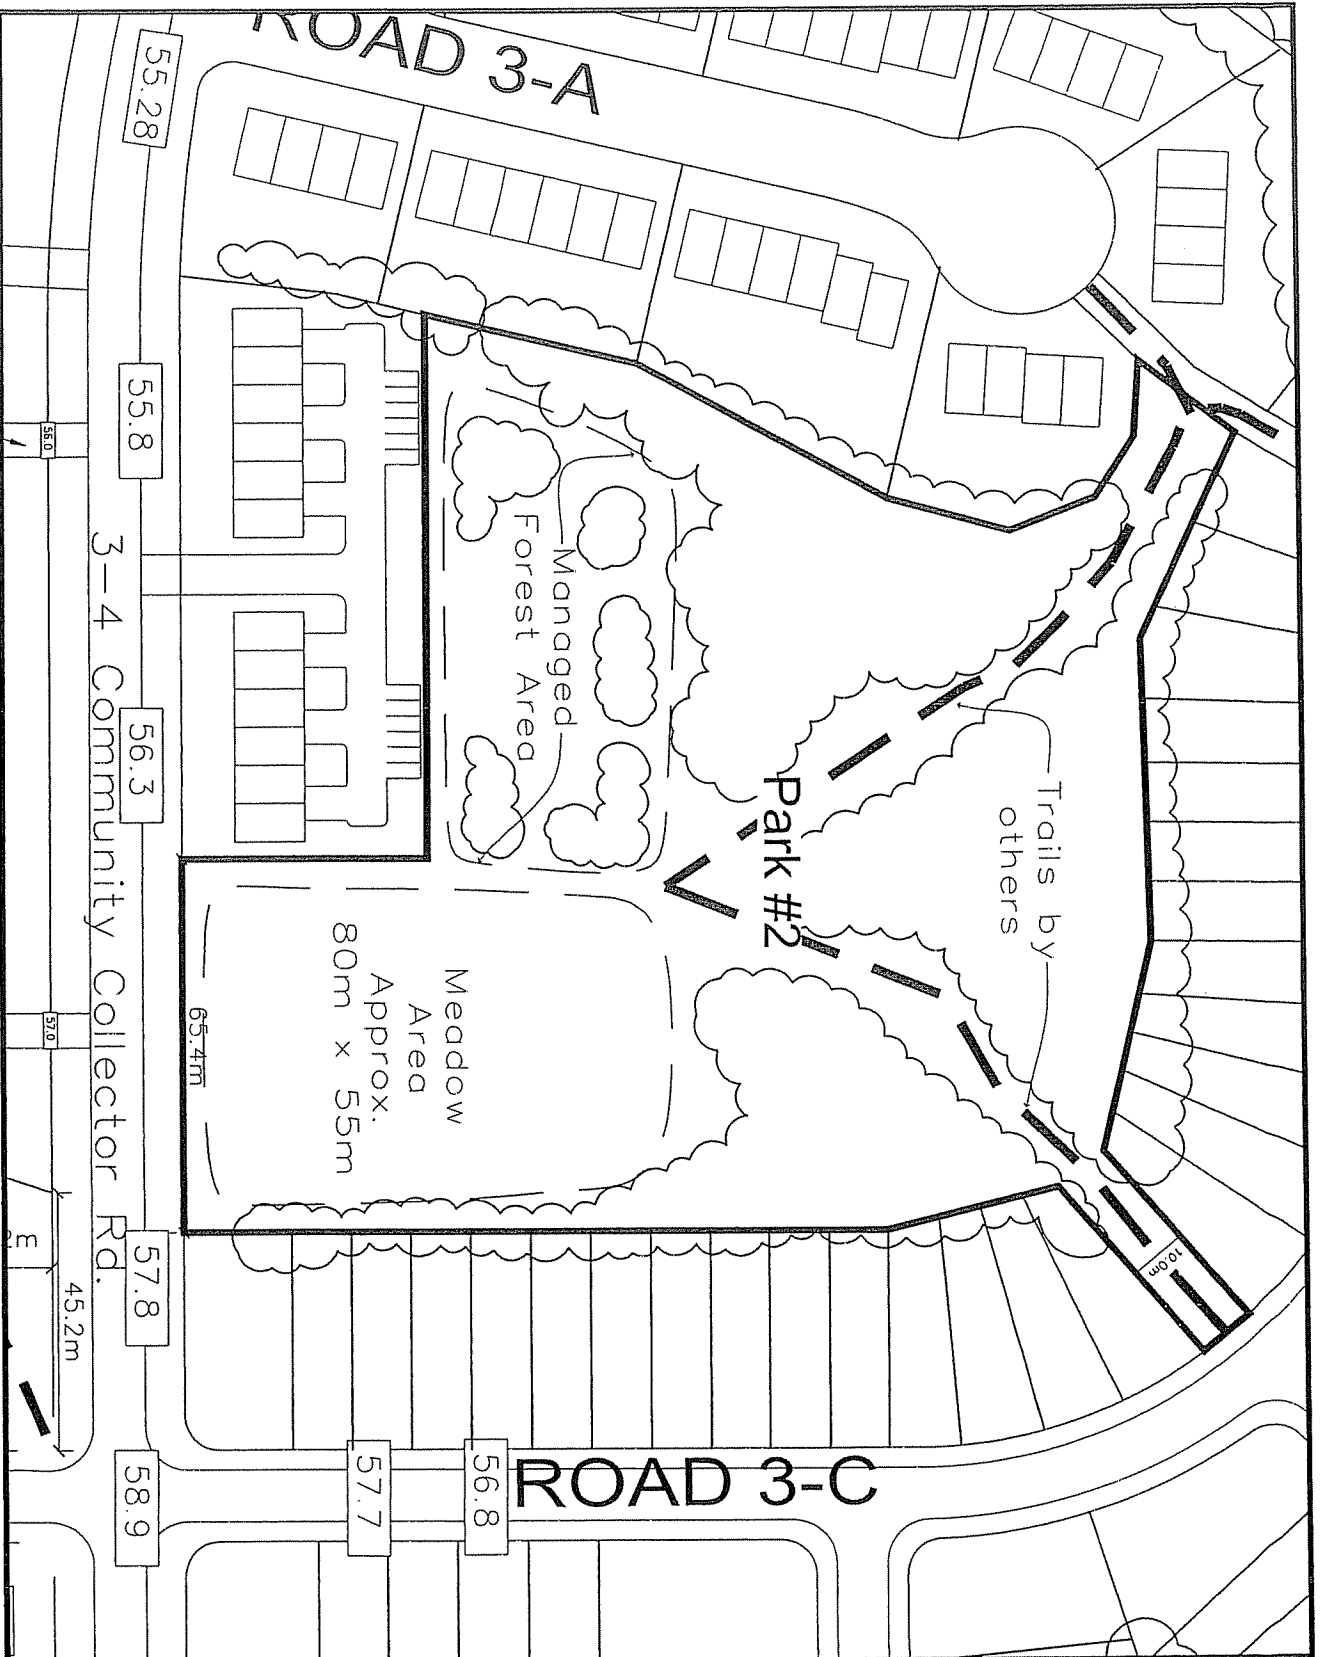 ROAD 3-A
55.28
55.8
56.3
57.8
58.9
55.0
57.0
3-4 Community Collector Rd.
Managed
Forest Area
Park #2
Trails by
others
Meadow
Area
Approx.
80m x 55m
65.4m
10.0m
45.2m
ROAD 3-C
57.7
56.8